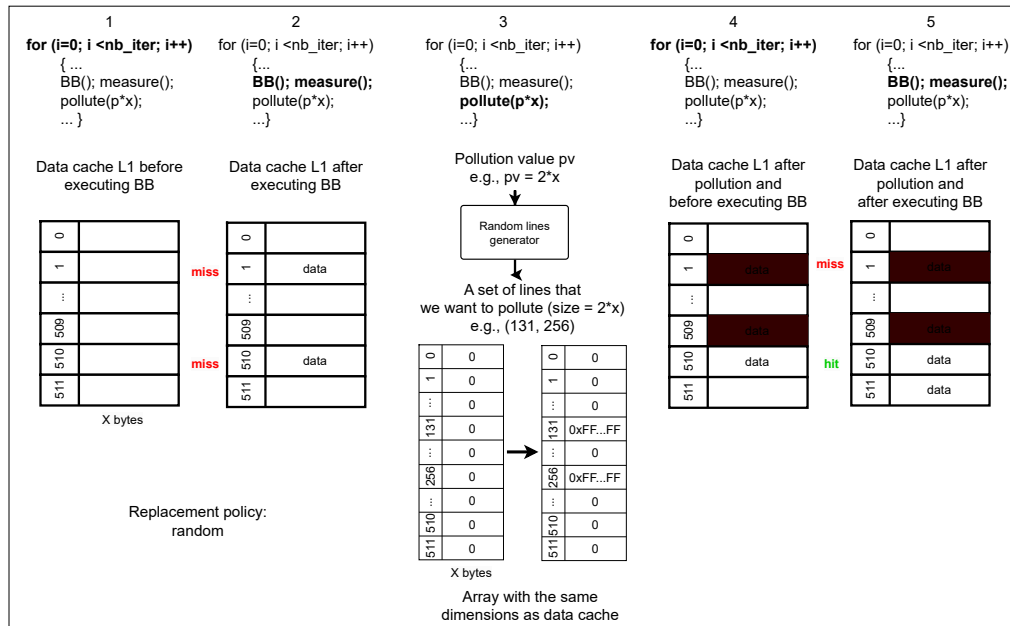 1
for (i=0; i <nb_iter; i++)
{ ...
BB(); measure();
pollute(p*x);
... }
Data cache L1 before
executing BB
0
1
...
509
510
511
X bytes
Replacement policy:
random
2
for (i=0; i <nb_iter; i++)
{...
BB(); measure();
pollute(p*x);
...}
Data cache L1 after
executing BB
0
miss 1 data
...
509
miss 510 data
511
3
for (i=0; i <nb_iter; i++)
{...
BB(); measure();
pollute(p*x);
...}
Pollution value pv
e.g., pv = 2*x
Random lines
generator
A set of lines that
we want to pollute (size = 2*x)
e.g., (131, 256)
0 0
1 0
... 0
131 0
... 0
256 0
... 0
510 0
511 0
X bytes
0 0
1 0
... 0
131 0xFF...FF
... 0
256 0xFF...FF
... 0
510 0
511 0
Array with the same
dimensions as data cache
4
for (i=0; i <nb_iter; i++)
{...
BB(); measure();
pollute(p*x);
...}
Data cache L1 after
pollution and
before executing BB
0
1 data
...
509 data
510 data
511
5
for (i=0; i <nb_iter; i++)
{...
BB(); measure();
pollute(p*x);
...}
Data cache L1 after
pollution and
after executing BB
0
miss 1 data
...
509 data
hit 510 data
511 data